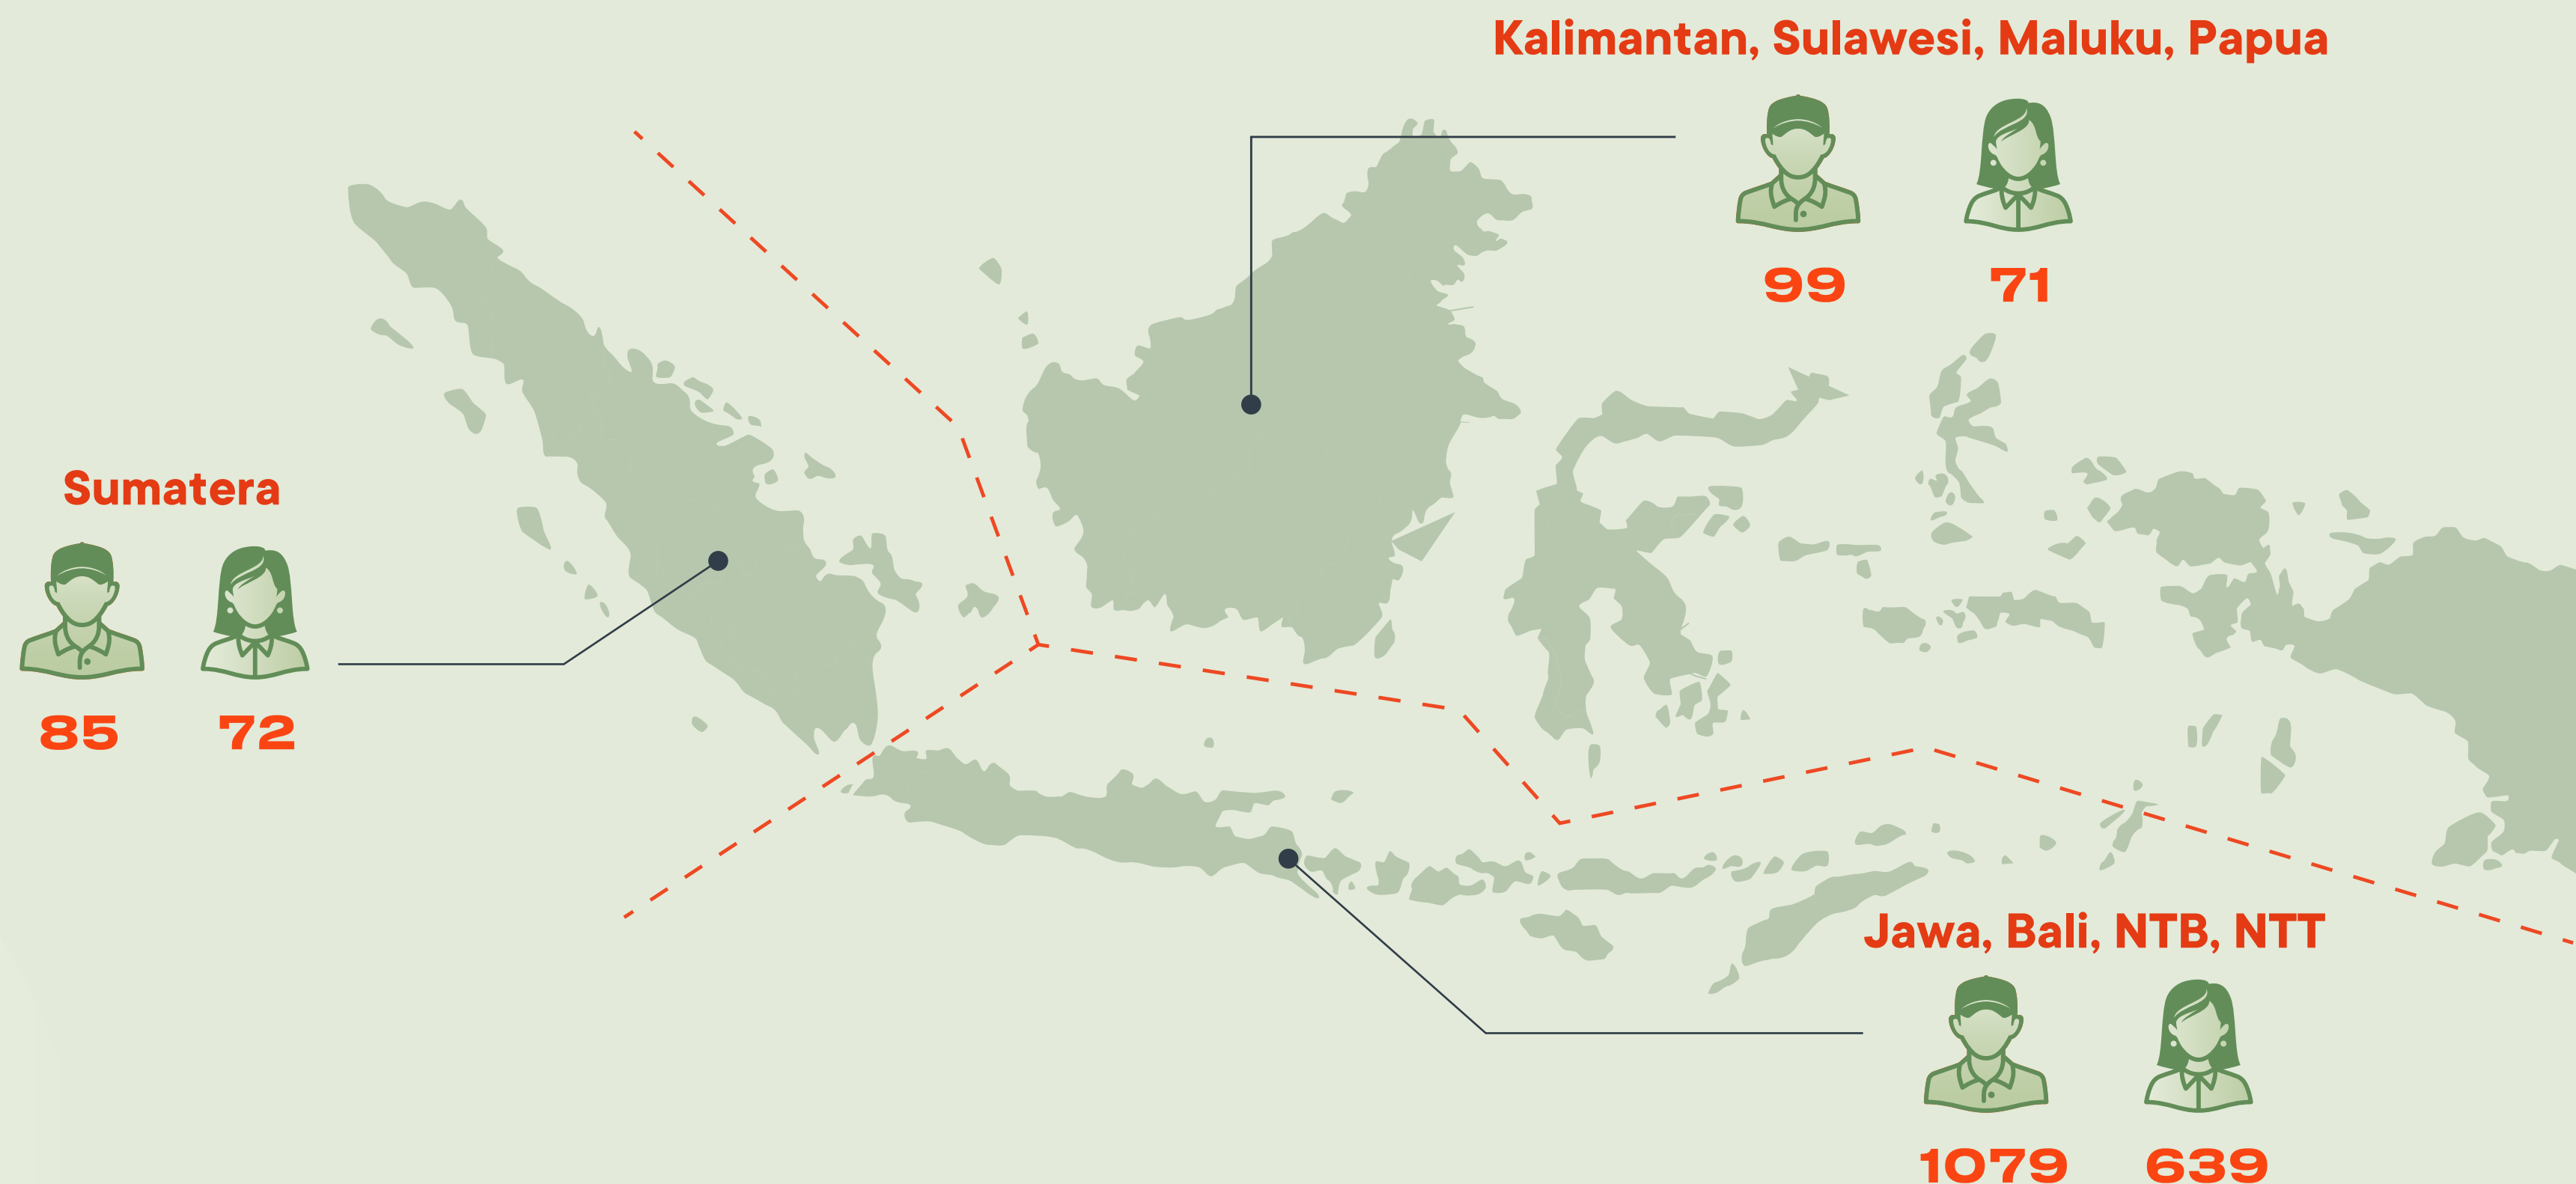 Kalimantan, Sulawesi, Maluku, Papua
99 71
Sumatera
85 72
Jawa, Bali, NTB, NTT
1079 639